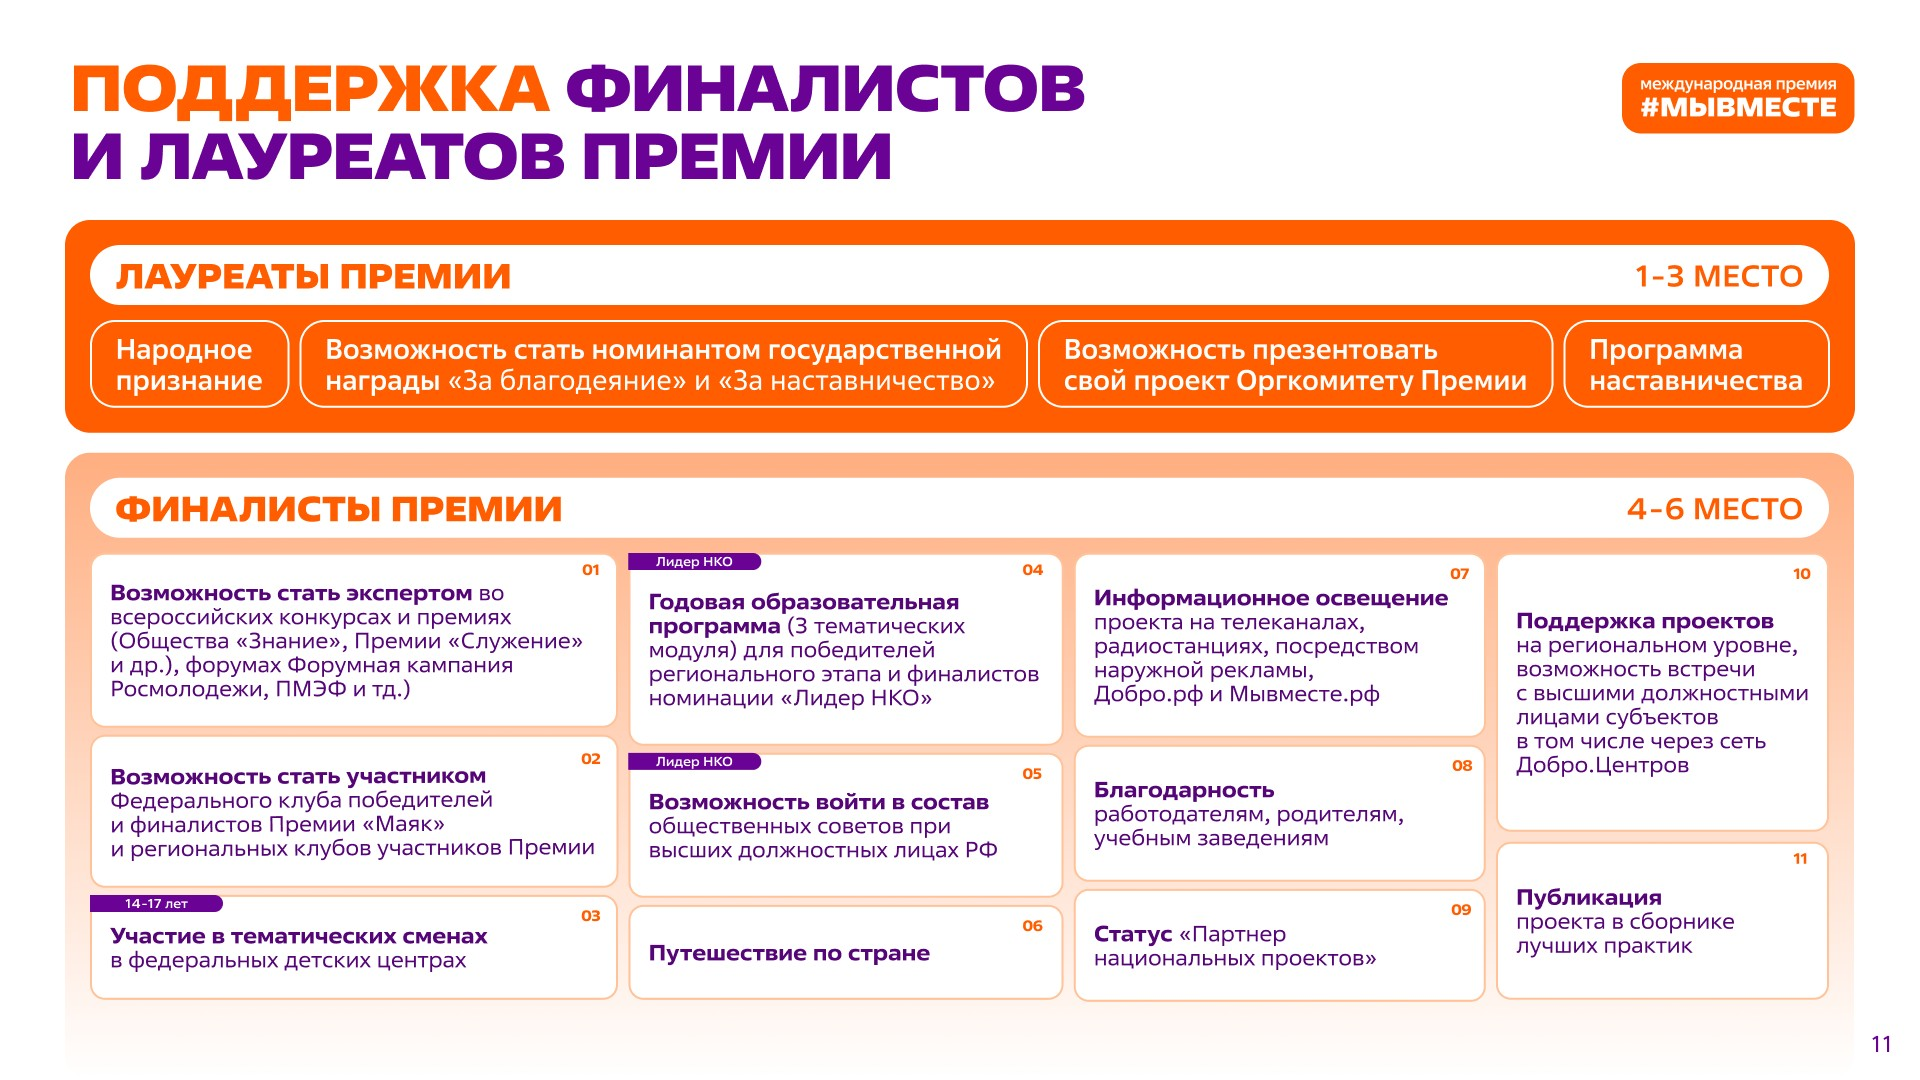 ПОДДЕРЖКА ФИНАЛИСТОВ
И ЛАУРЕАТОВ ПРЕМИИ
международная премия
#МЫВМЕСТЕ
ЛАУРЕАТЫ ПРЕМИИ
1-3 МЕСТО
Народное
признание
Возможность стать номинантом государственной
награды «За благодеяние» и «За наставничество»
Возможность презентовать
свой проект Оргкомитету Премии
Программа
наставничества
ФИНАЛИСТЫ ПРЕМИИ
4-6 МЕСТО
01
Возможность стать экспертом во
всероссийских конкурсах и премиях
(Общества «Знание», Премии «Служение»
и др.), форумах Форумная кампания
Росмолодежи, ПМЭФ и тд.)
02
Возможность стать участником
Федерального клуба победителей
и финалистов Премии «Маяк»
и региональных клубов участников Премии
14-17 лет
03
Участие в тематических сменах
в федеральных детских центрах
Лидер НКО
04
Годовая образовательная
программа (3 тематических
модуля) для победителей
регионального этапа и финалистов
номинации «Лидер НКО»
Лидер НКО
05
Возможность войти в состав
общественных советов при
высших должностных лицах РФ
06
Путешествие по стране
07
Информационное освещение
проекта на телеканалах,
радиостанциях, посредством
наружной рекламы,
Добро.рф и Мывместе.рф
08
Благодарность
работодателям, родителям,
учебным заведениям
09
Статус «Партнер
национальных проектов»
10
Поддержка проектов
на региональном уровне,
возможность встречи
с высшими должностными
лицами субъектов
в том числе через сеть
Добро.Центров
11
Публикация
проекта в сборнике
лучших практик
11